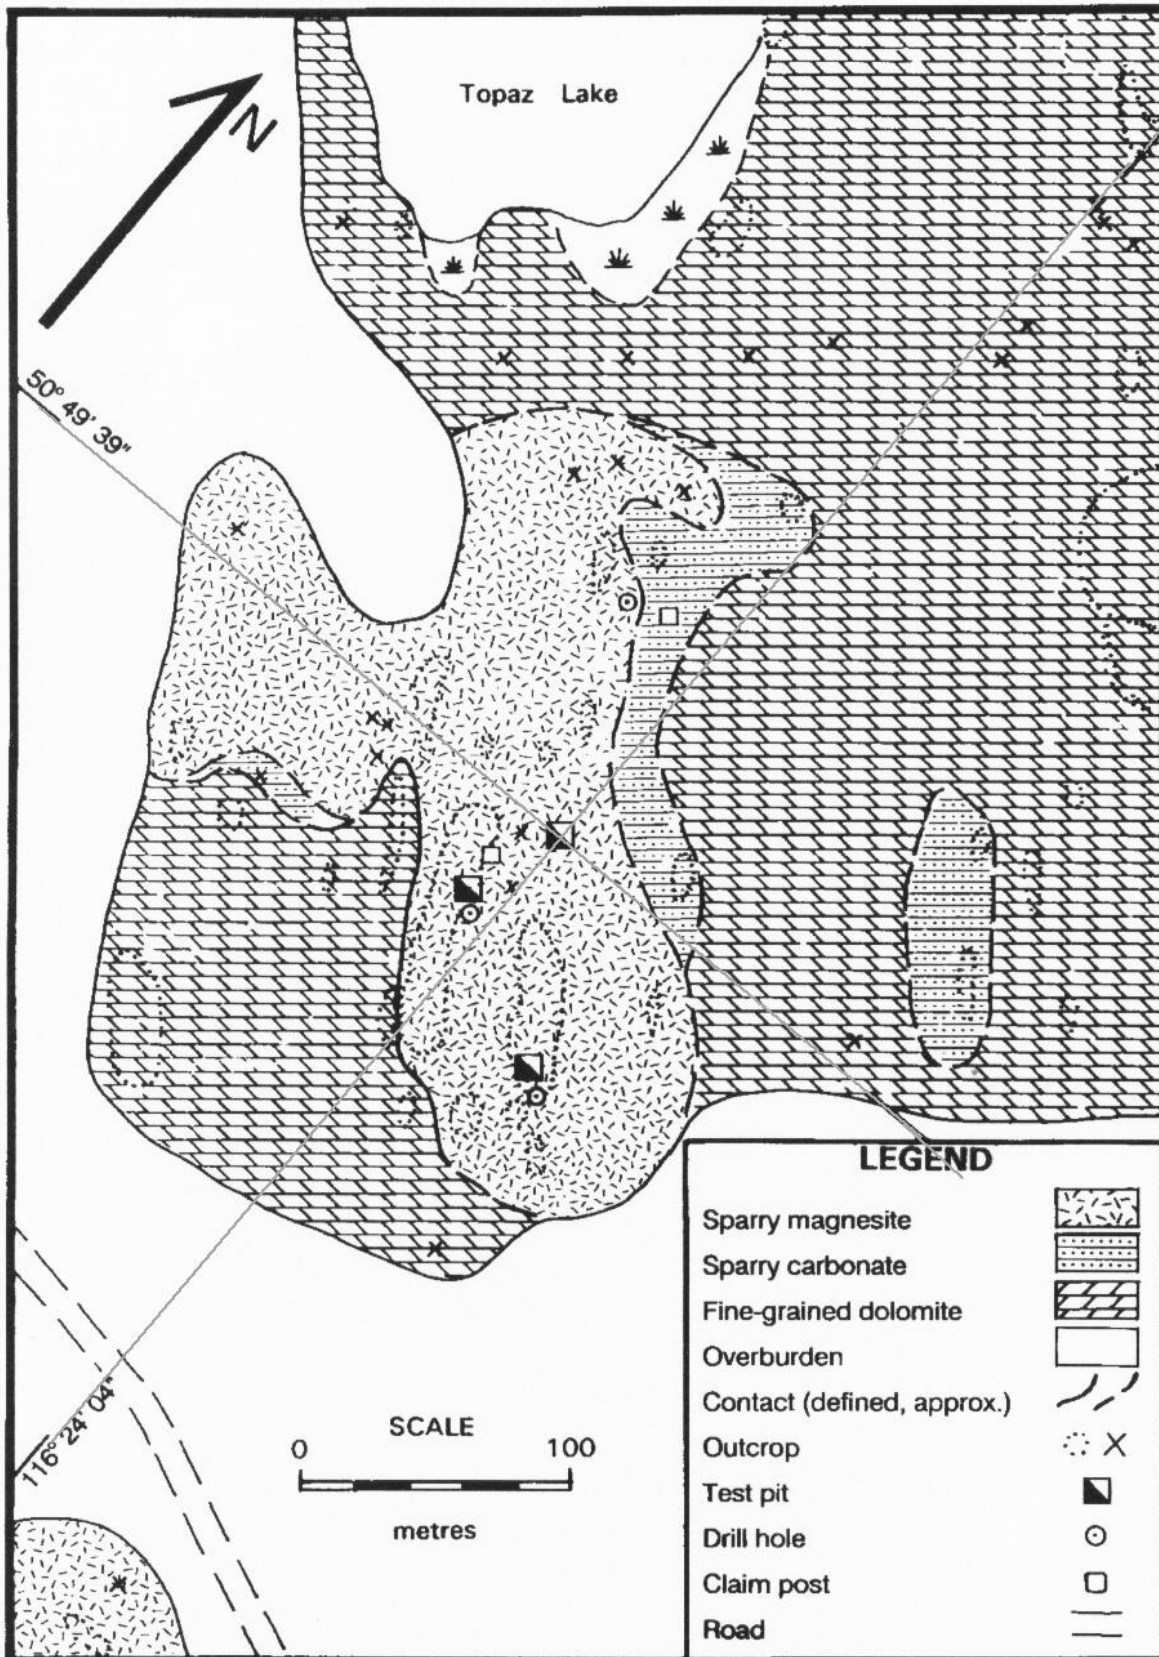 Topaz Lake
N
50° 49' 39"
116° 24' 04"
SCALE
0 100
metres
LEGEND
Sparry magnesite
Sparry carbonate
Fine-grained dolomite
Overburden
Contact (defined, approx.)
Outcrop
Test pit
Drill hole
Claim post
Road